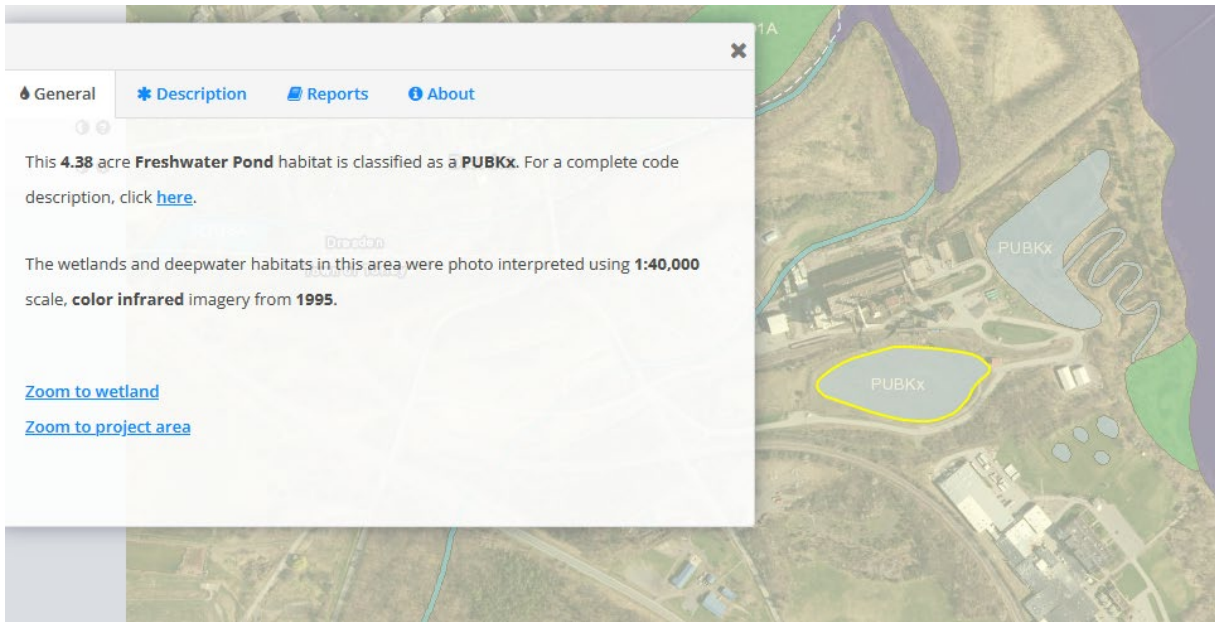 General
Description
Reports
About
This 4.38 acre Freshwater Pond habitat is classified as a PUBKx. For a complete code
description, click here.
Dresden
The wetlands and deepwater habitats in this area were photo interpreted using 1:40,000
scale, color infrared imagery from 1995.
Zoom to wetland
Zoom to project area
1A
PUBKx
PUBKx